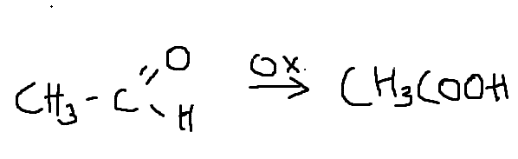 CH₃-C=O-H OX. → CH₃COOH